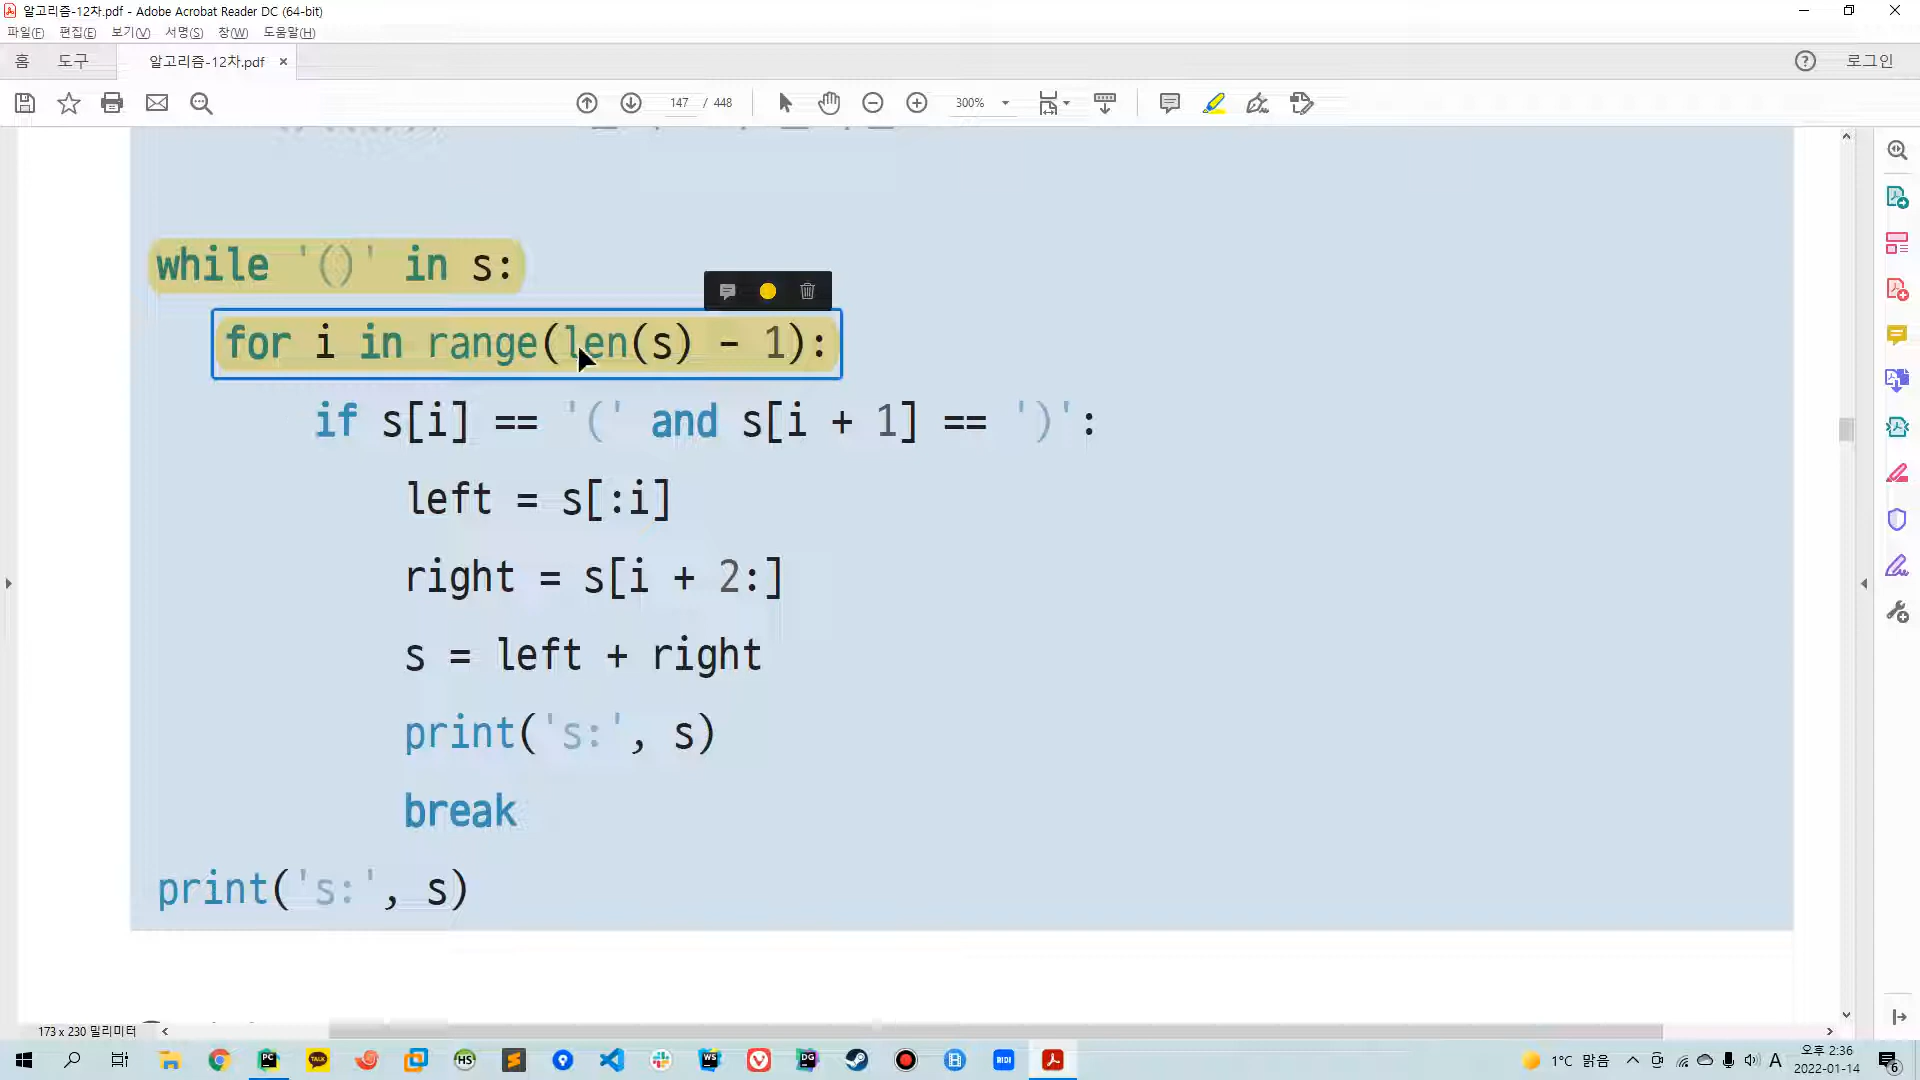 알고리즘-12차.pdf - Adobe Acrobat Reader DC (64-bit)
파일(F) 편집(E) 보기(V) 서명(S) 창(W) 도움말(H)
홈 도구 알고리즘-12차.pdf × 로그인
147 / 448 300%
while '()' in s:
for i in range(len(s) - 1):
if s[i] == '(' and s[i + 1] == ')':
left = s[:i]
right = s[i + 2:]
s = left + right
print('s:', s)
break
print('s:', s)
173 x 230 밀리미터
1°C 맑음 A 오후 2:36
2022-01-14
6